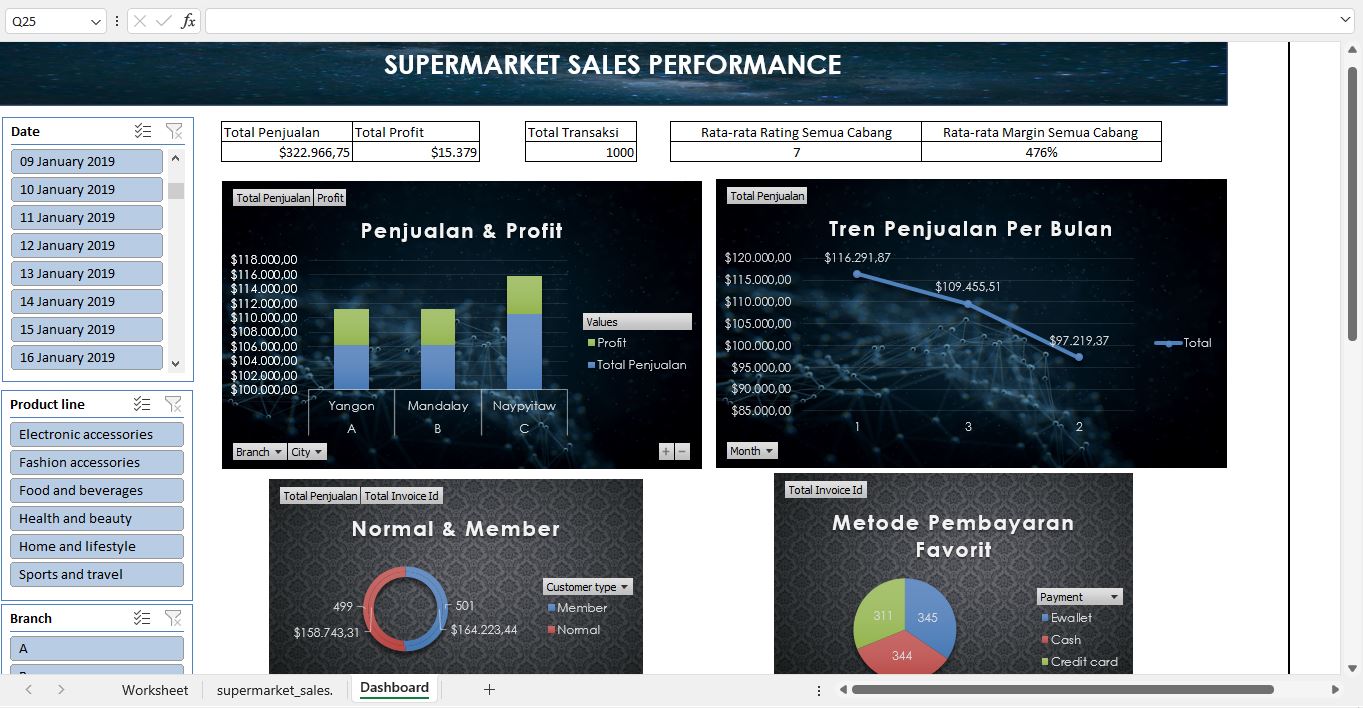 Q25
fx
SUPERMARKET SALES PERFORMANCE
Date
09 January 2019
10 January 2019
11 January 2019
12 January 2019
13 January 2019
14 January 2019
15 January 2019
16 January 2019
Product line
Electronic accessories
Fashion accessories
Food and beverages
Health and beauty
Home and lifestyle
Sports and travel
Branch
A
Total Penjualan Total Profit
$322.966,75 $15.379
Total Transaksi
1000
Rata-rata Rating Semua Cabang Rata-rata Margin Semua Cabang
7 476%
Total Penjualan Profit
Penjualan & Profit
$118.000,00
$116.000,00
$114.000,00
$112.000,00
$110.000,00
$108.000,00
$106.000,00
$104.000,00
$102.000,00
$100.000,00
Yangon Mandalay Naypyitaw
A B C
Values
Profit
Total Penjualan
Branch City
Total Penjualan
Tren Penjualan Per Bulan
$120.000,00
$115.000,00
$110.000,00
$105.000,00
$100.000,00
$95.000,00
$90.000,00
$85.000,00
$116.291,87
$109.455,51
$97.219,37
1 3 2
Total
Month
Total Penjualan Total Invoice Id
Normal & Member
499 501
$158.743,31 $164.223,44
Customer type
Member
Normal
Total Invoice Id
Metode Pembayaran
Favorit
311 345
344
Payment
Ewallet
Cash
Credit card
Worksheet supermarket_sales. Dashboard